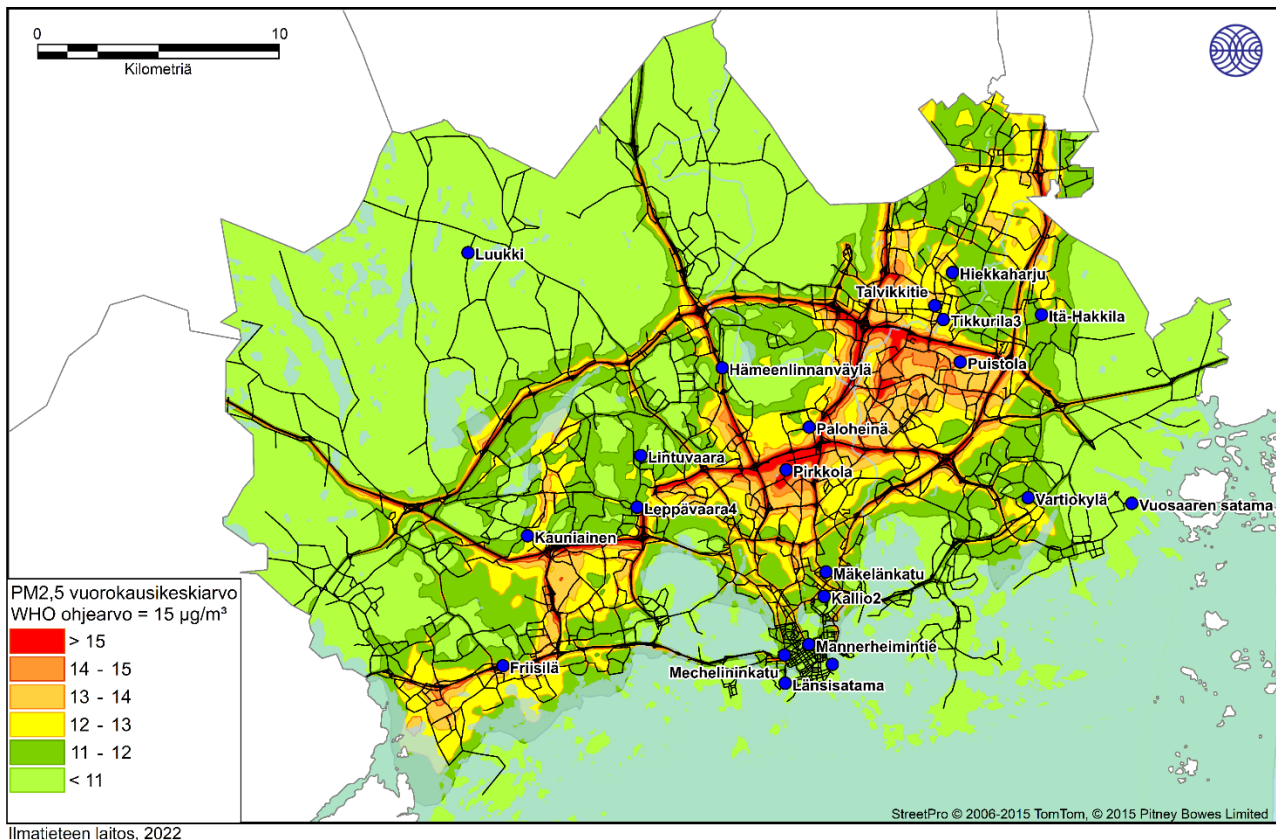 0
10
Kilometriä
Luukki
Hiekkaharju
Talvikkitie
Tikkurila3
Itä-Hakkila
Puistola
Hämeenlinnanväylä
Paloheinä
Lintuvaara
Pirkkola
Leppävaara4
Vartiokylä
Vuosaaren satama
Kauniainen
Mäkelänkatu
Kallio2
Mannerheimintie
Friisilä
Mechelininkatu
Länsisatama
PM2,5 vuorokausikeskiarvo
WHO ohjearvo = 15 µg/m³
> 15
14 - 15
13 - 14
12 - 13
11 - 12
< 11
StreetPro © 2006-2015 TomTom, © 2015 Pitney Bowes Limited
Ilmatieteen laitos, 2022